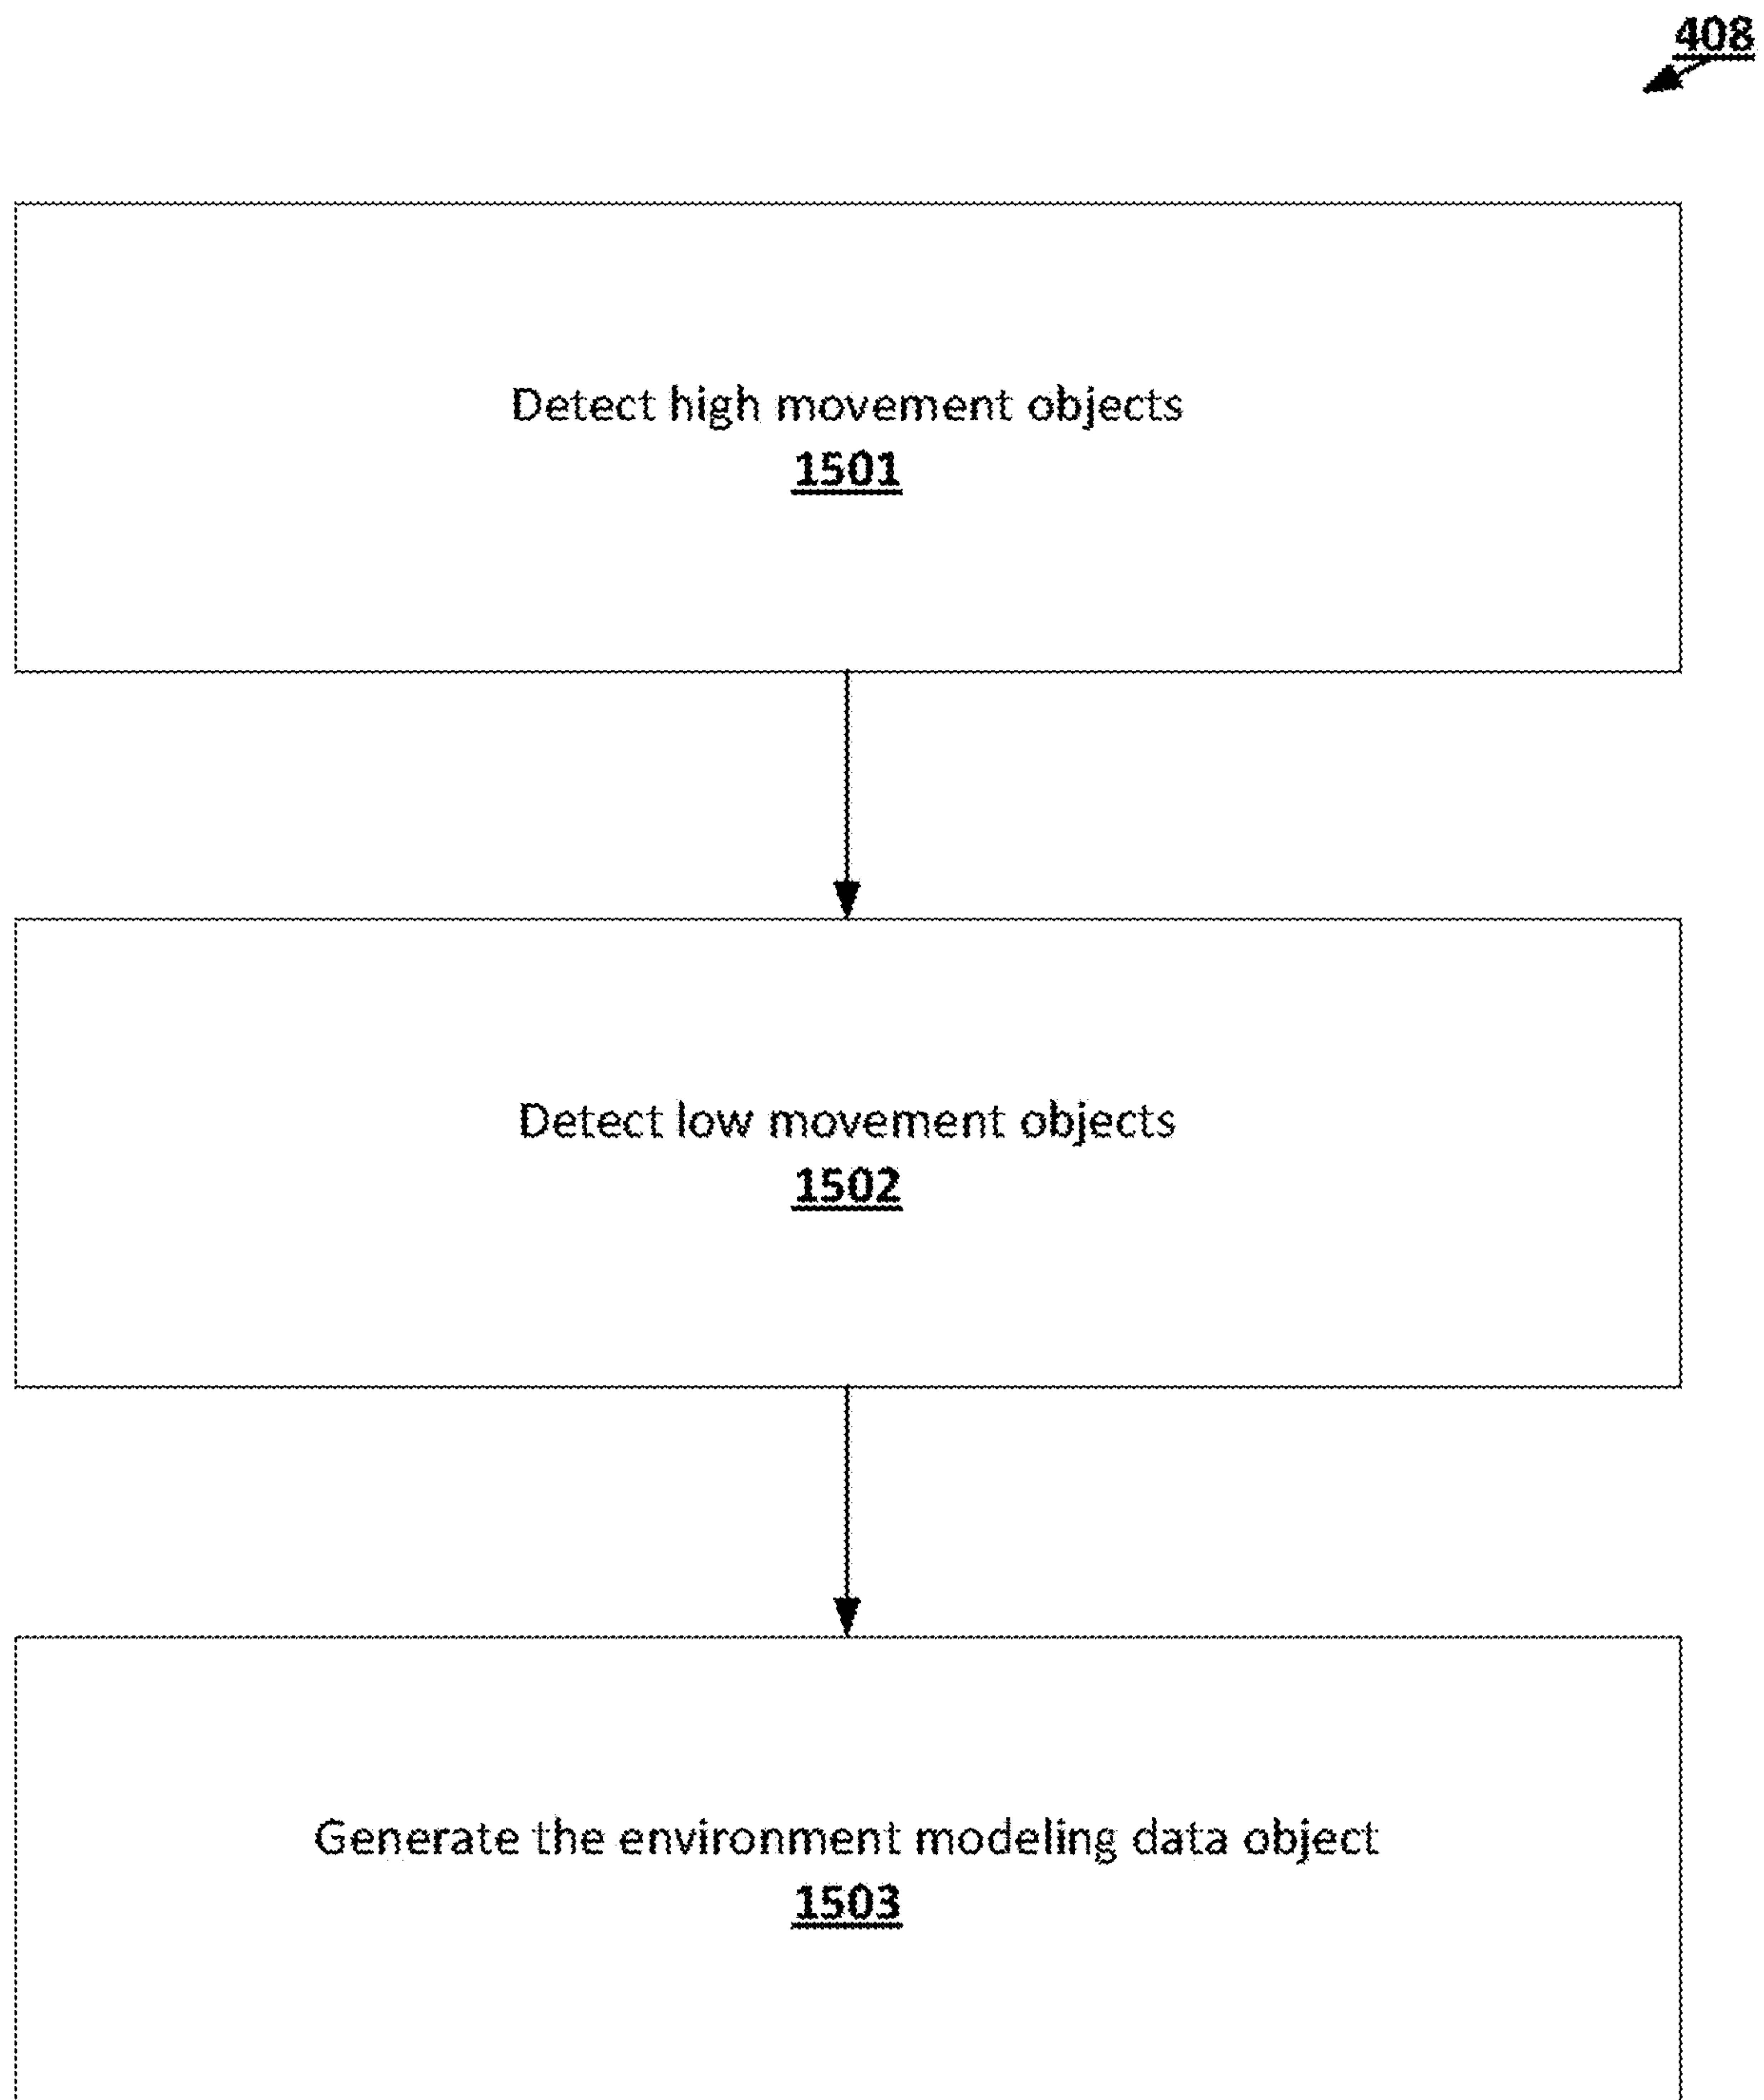 408
Detect high movement objects
1501
Detect low movement objects
1502
Generate the environment modeling data object
1503